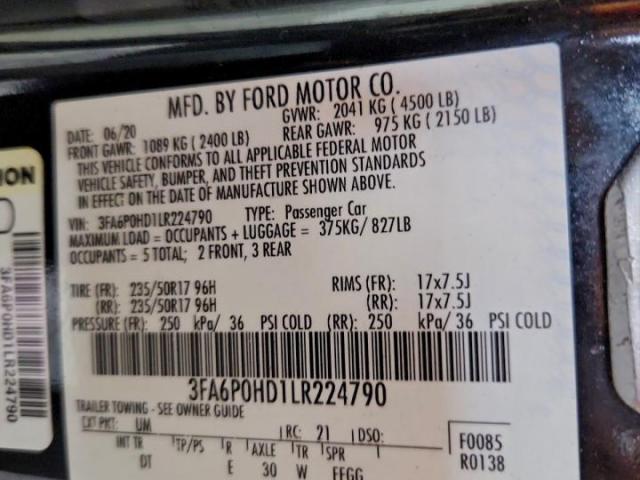 MFD. BY FORD MOTOR CO.
DATE: 06/20 GVWR: 2041 KG ( 4500 LB)
FRONT GAWR: 1089 KG ( 2400 LB) REAR GAWR: 975 KG ( 2150 LB)
THIS VEHICLE CONFORMS TO ALL APPLICABLE FEDERAL MOTOR
VEHICLE SAFETY, BUMPER, AND THEFT PREVENTION STANDARDS
IN EFFECT ON THE DATE OF MANUFACTURE SHOWN ABOVE.
VIN: 3FA6P0HD1LR224790 TYPE: Passenger Car
MAXIMUM LOAD = OCCUPANTS + LUGGAGE = 375KG/ 827LB
OCCUPANTS = 5 TOTAL; 2 FRONT, 3 REAR
TIRE (FR): 235/50R17 96H RIMS (FR): 17x7.5J
(RR): 235/50R17 96H (RR): 17x7.5J
PRESSURE (FR): 250 kPa/ 36 PSI COLD (RR): 250 kPa/ 36 PSI COLD
3FA6P0HD1LR224790
TRAILER TOWING - SEE OWNER GUIDE
EXT PNT: UM RC: 21 DSO: F0085
INT TR TP/PS R AXLE TR SPR R0138
DT E 30 W FFGG
ION
3FA6P0HD1LR224790